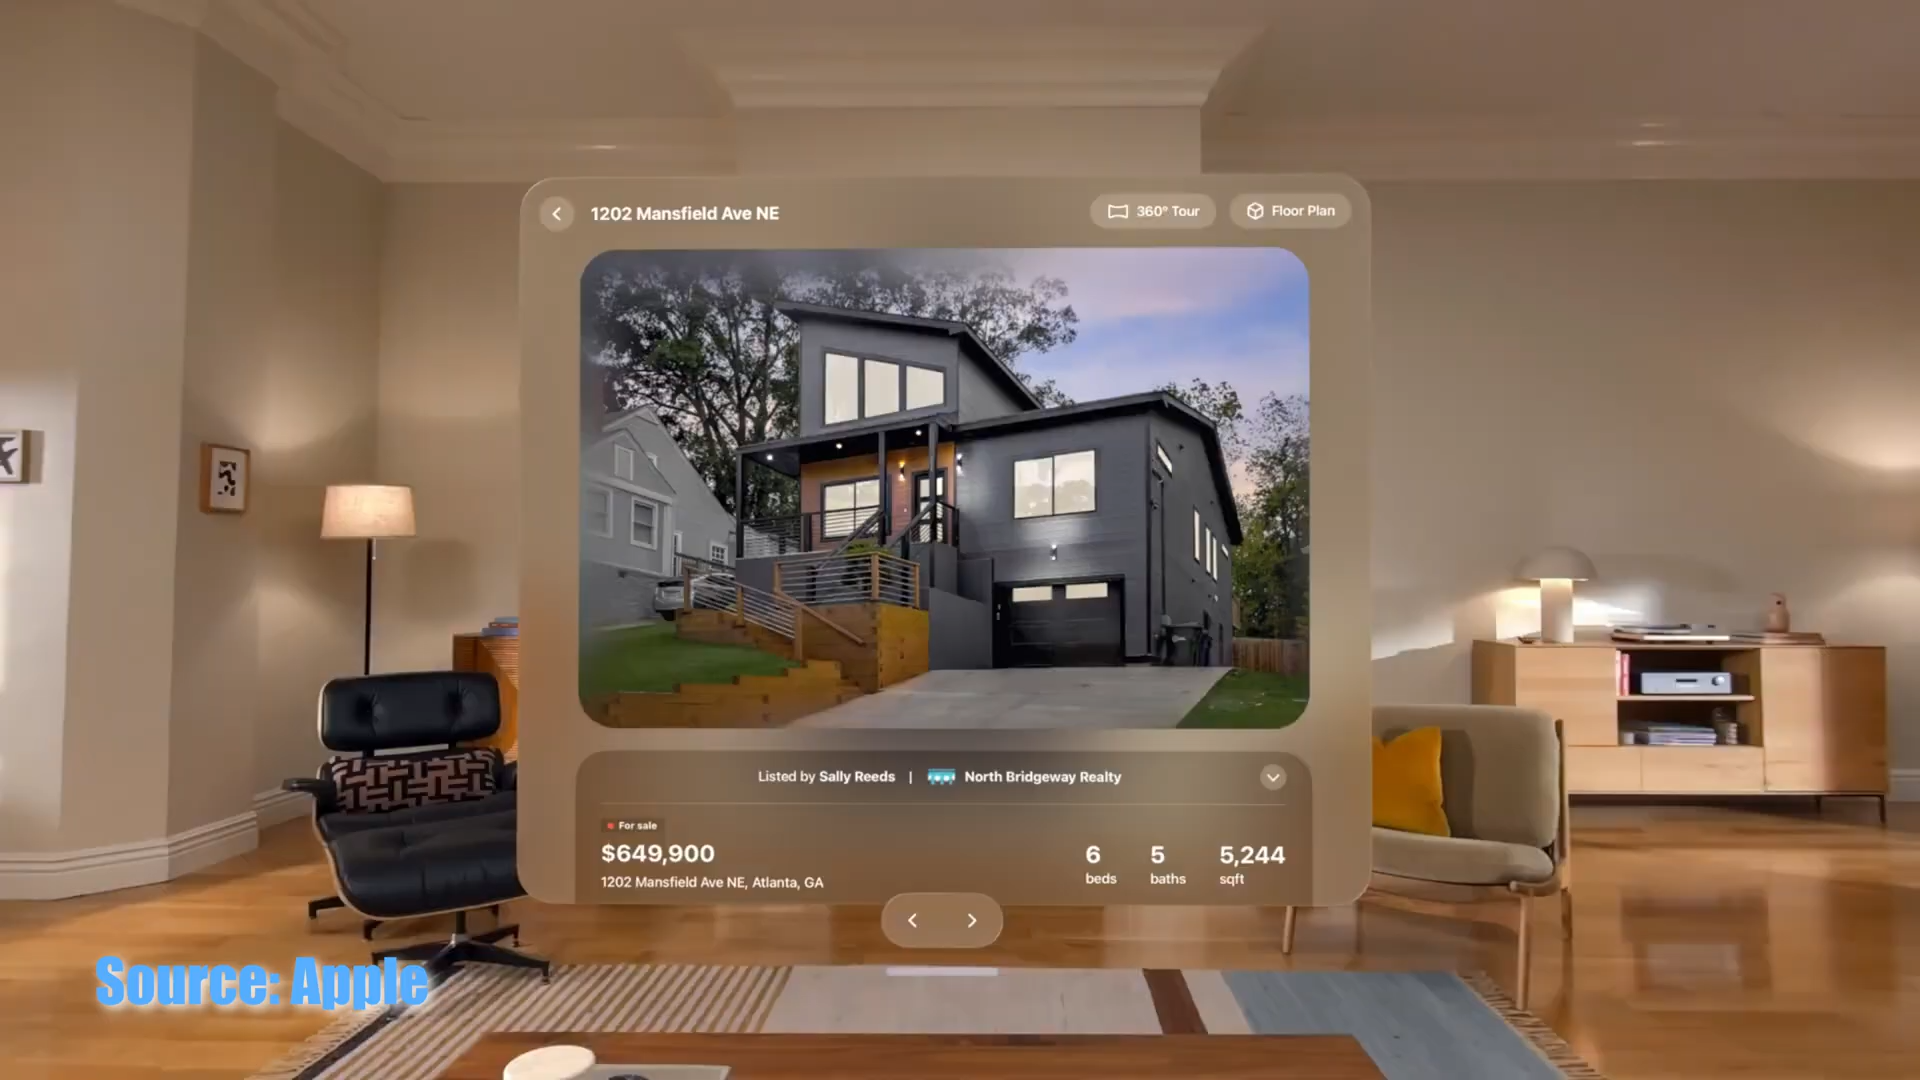 1202 Mansfield Ave NE
360° Tour
Floor Plan
Listed by Sally Reeds | North Bridgeway Realty
For sale
$649,900
1202 Mansfield Ave NE, Atlanta, GA
6 beds
5 baths
5,244 sqft
Source: Apple